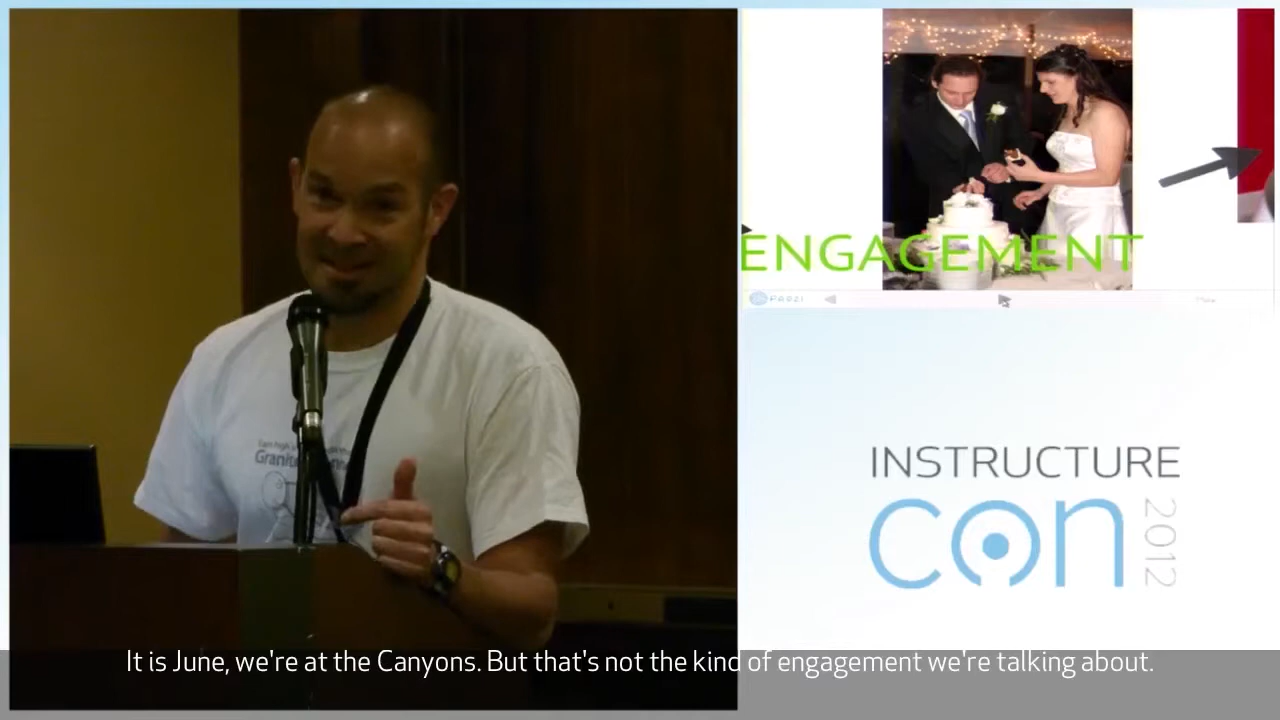 ENGAGEMENT
PREZI
INSTRUCTURE
con
2012
It is June, we're at the Canyons. But that's not the kind of engagement we're talking about.